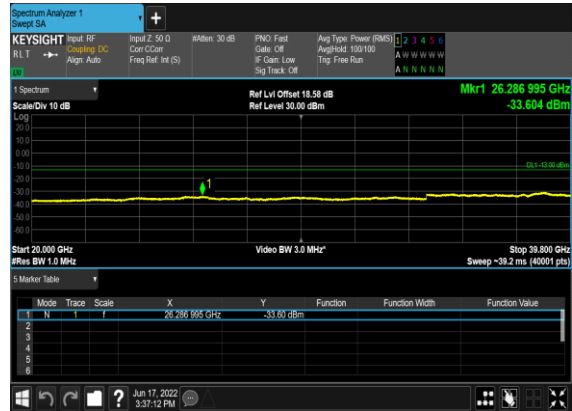 Spectrum Analyzer 1
Swept SA
KEYSIGHT Input: RF Input Z: 50 Ω #Atten: 30 dB PNO: Fast Avg Type: Power (RMS) 1 2 3 4 5 6
RLT Coupling: DC Corr CCorr Gate: Off Avg|Hold: 100/100 A W W W W W
Align: Auto Freq Ref: Int (S) IF Gain: Low Trig: Free Run
Sig Track: Off A N N N N N
1 Spectrum Ref Lvl Offset 18.58 dB Mkr1 26.286 995 GHz
Scale/Div 10 dB Ref Level 30.00 dBm -33.604 dBm
Log
20.0
10.0
0.00
-10.0
DL1 -13.00 dBm
-20.0
1
-30.0
-40.0
-50.0
-60.0
Start 20.000 GHz Video BW 3.0 MHz* Stop 39.800 GHz
#Res BW 1.0 MHz Sweep ~39.2 ms (40001 pts)
5 Marker Table
Mode Trace Scale X Y Function Function Width Function Value
1 N 1 f 26.286 995 GHz -33.60 dBm
2
3
4
5
6
? Jun 17, 2022
3:37:12 PM